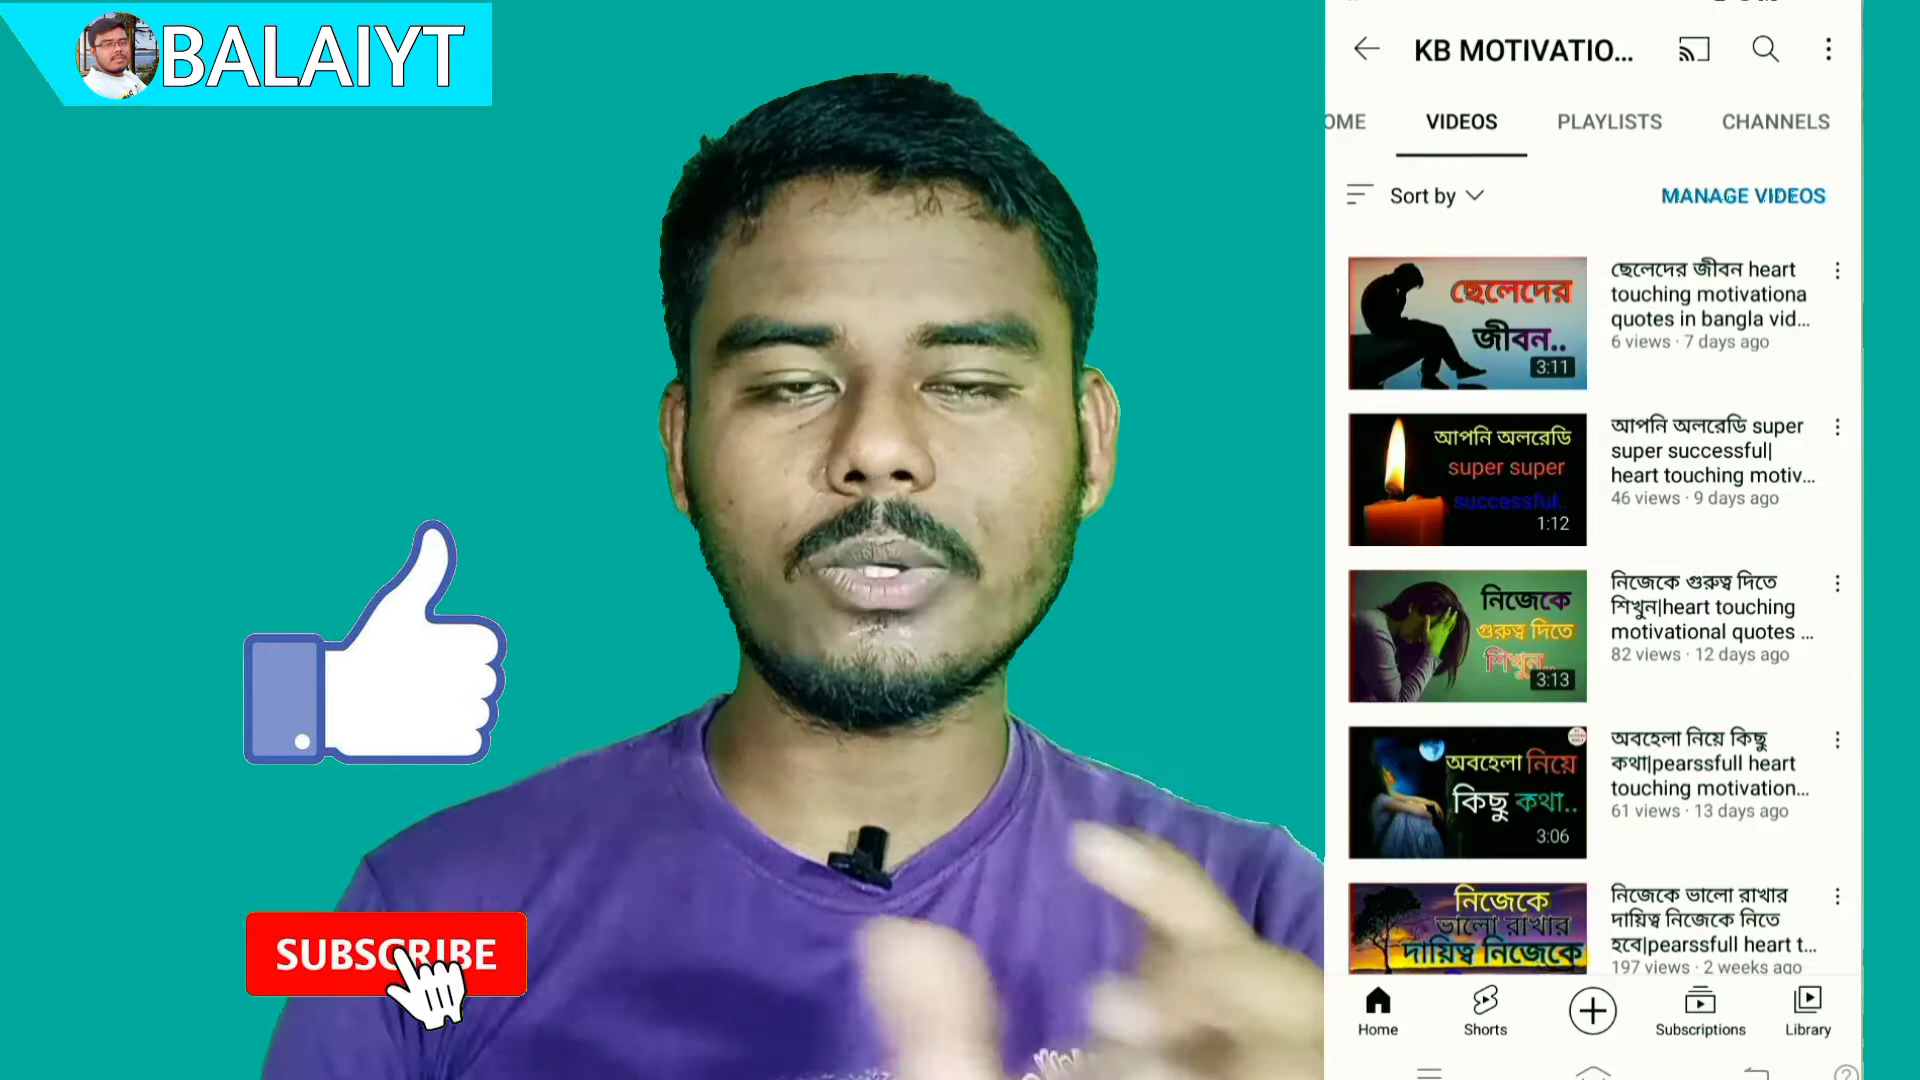 BALAIYT
SUBSCRIBE
KB MOTIVATIO...
OME VIDEOS PLAYLISTS CHANNELS
Sort by MANAGE VIDEOS
ছেলেদের
জীবন..
3:11
ছেলেদের জীবন heart
touching motivationa
quotes in bangla vid...
6 views · 7 days ago
আপনি অলরেডি
super super
successful..
1:12
আপনি অলরেডি super
super successful|
heart touching motiv...
46 views · 9 days ago
নিজেকে
গুরুত্ব দিতে
শিখুন..
3:13
নিজেকে গুরুত্ব দিতে
শিখুন|heart touching
motivational quotes ...
82 views · 12 days ago
অবহেলা নিয়ে
কিছু কথা..
3:06
অবহেলা নিয়ে কিছু
কথা|pearssfull heart
touching motivation...
61 views · 13 days ago
নিজেকে
ভালো রাখার
দায়িত্ব নিজেকে
নিজেকে ভালো রাখার
দায়িত্ব নিজেকে নিতে
হবে|pearssfull heart t...
197 views · 2 weeks ago
Home Shorts Subscriptions Library